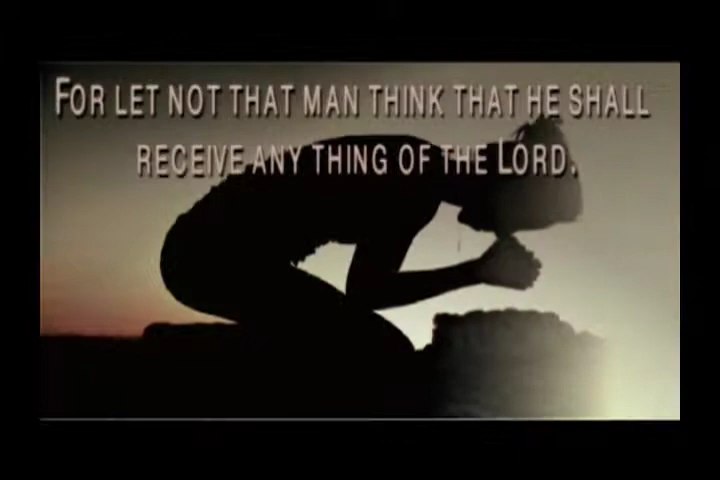 For let not that man think that he shall
receive any thing of the Lord.